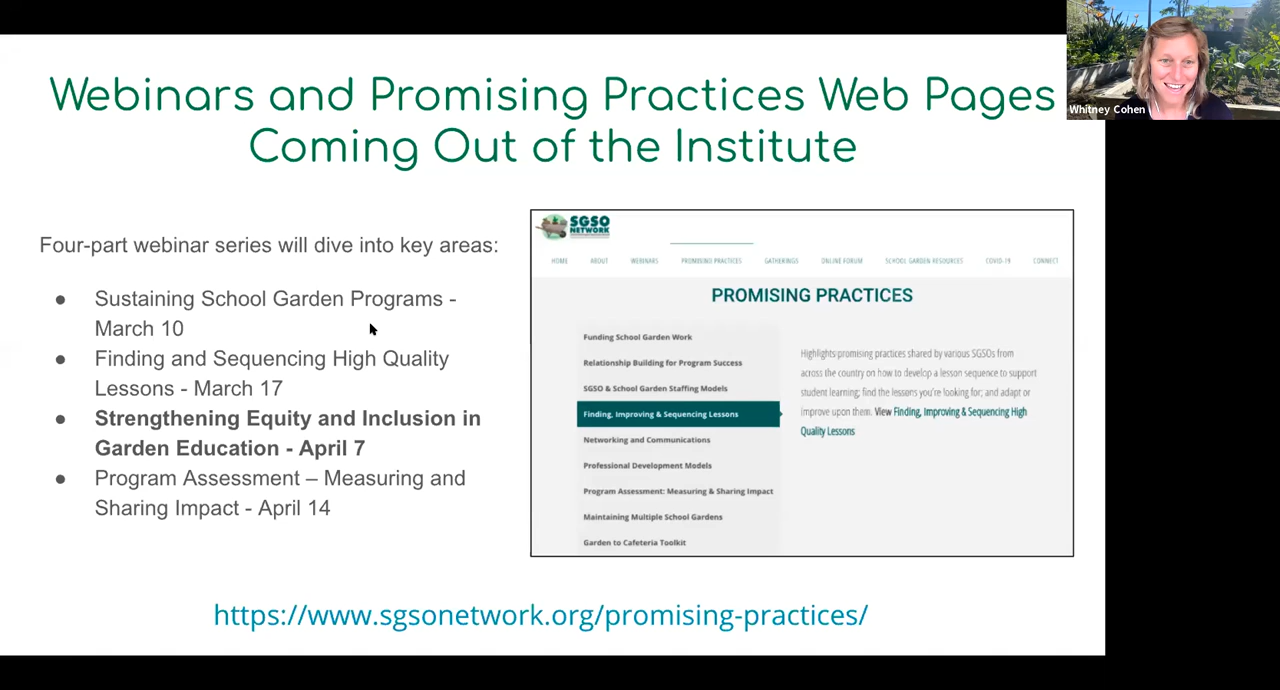 Webinars and Promising Practices Web Pages
Coming Out of the Institute
Whitney Cohen
Four-part webinar series will dive into key areas:
● Sustaining School Garden Programs -
March 10
● Finding and Sequencing High Quality
Lessons - March 17
● Strengthening Equity and Inclusion in
Garden Education - April 7
● Program Assessment – Measuring and
Sharing Impact - April 14
SGSO
NETWORK
HOME ABOUT WEBINARS PROMISING PRACTICES GATHERINGS ONLINE FORUM SCHOOL GARDEN RESOURCES COVID-19 CONNECT
PROMISING PRACTICES
Funding School Garden Work
Relationship Building for Program Success
SGSO & School Garden Staffing Models
Finding, Improving & Sequencing Lessons
Networking and Communications
Professional Development Models
Program Assessment: Measuring & Sharing Impact
Maintaining Multiple School Gardens
Garden to Cafeteria Toolkit
Highlights promising practices shared by various SGSOs from
across the country on how to develop a lesson sequence to support
student learning; find the lessons you're looking for; and adapt or
improve upon them. View Finding, Improving & Sequencing High
Quality Lessons
https://www.sgsonetwork.org/promising-practices/